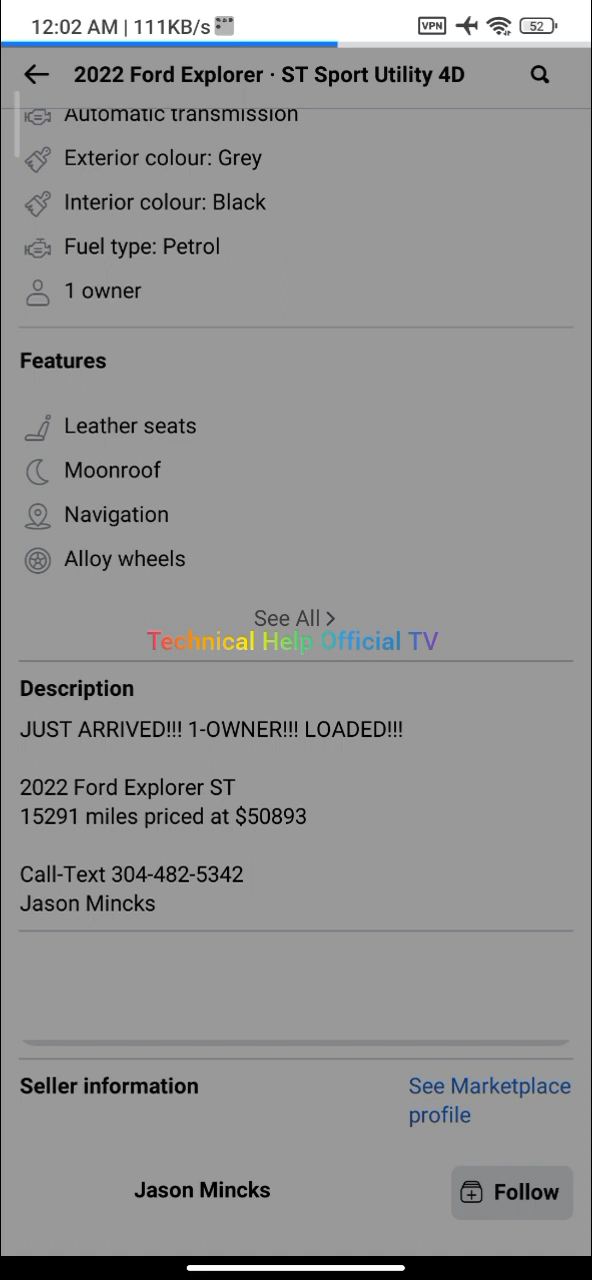 12:02 AM | 111KB/s
VPN
52
2022 Ford Explorer · ST Sport Utility 4D
Automatic transmission
Exterior colour: Grey
Interior colour: Black
Fuel type: Petrol
1 owner
Features
Leather seats
Moonroof
Navigation
Alloy wheels
See All
Technical Help Official TV
Description
JUST ARRIVED!!! 1-OWNER!!! LOADED!!!
2022 Ford Explorer ST
15291 miles priced at $50893
Call-Text 304-482-5342
Jason Mincks
Seller information
See Marketplace
profile
Jason Mincks
Follow